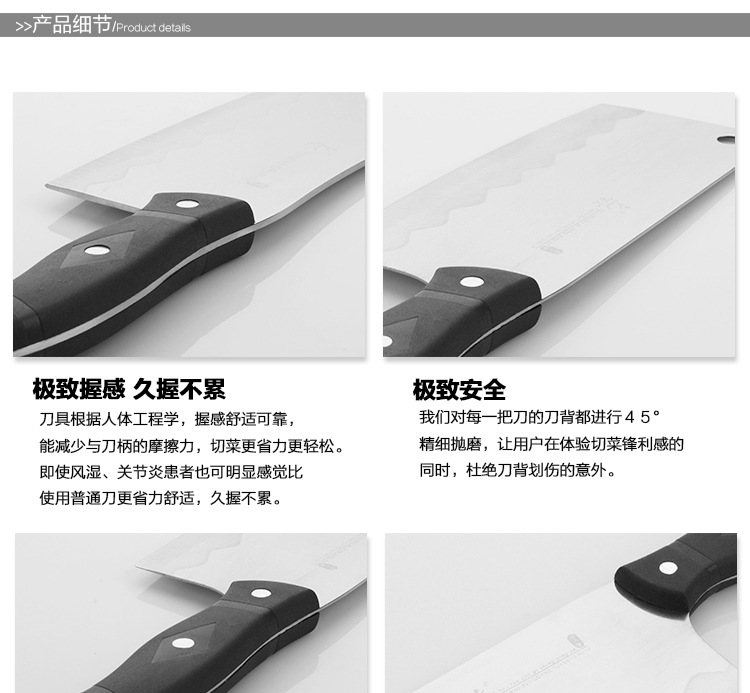 >>产品细节/Product details
极致握感 久握不累
刀具根据人体工程学，握感舒适可靠，
能减少与刀柄的摩擦力，切菜更省力更轻松。
即使风湿、关节炎患者也可明显感觉比
使用普通刀更省力舒适，久握不累。
极致安全
我们对每一把刀的刀背都进行４５°
精细抛磨，让用户在体验切菜锋利感的
同时，杜绝刀背划伤的意外。